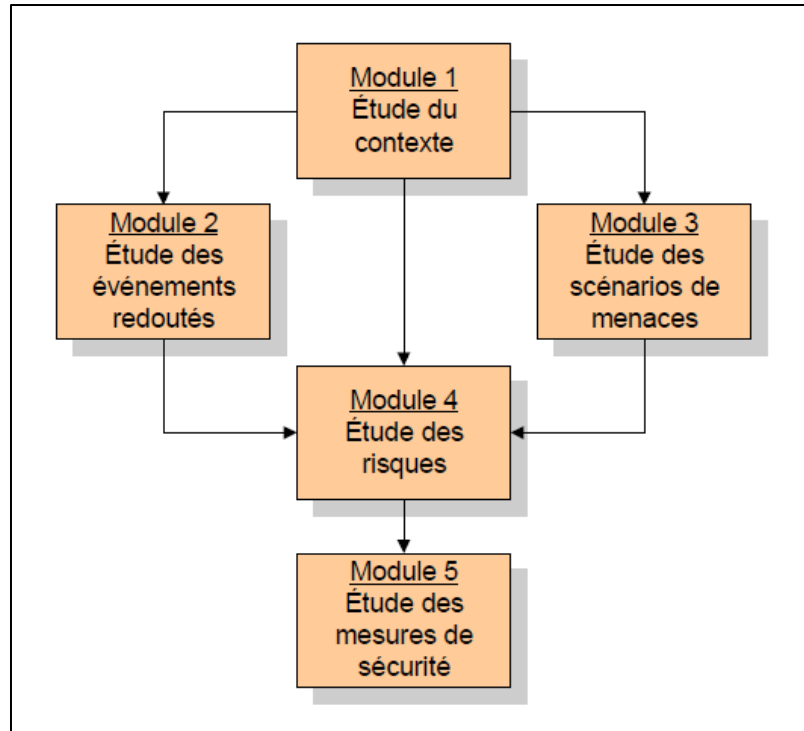 Module 1
Étude du
contexte
Module 2
Étude des
événements
redoutés
Module 3
Étude des
scénarios de
menaces
Module 4
Étude des
risques
Module 5
Étude des
mesures de
sécurité